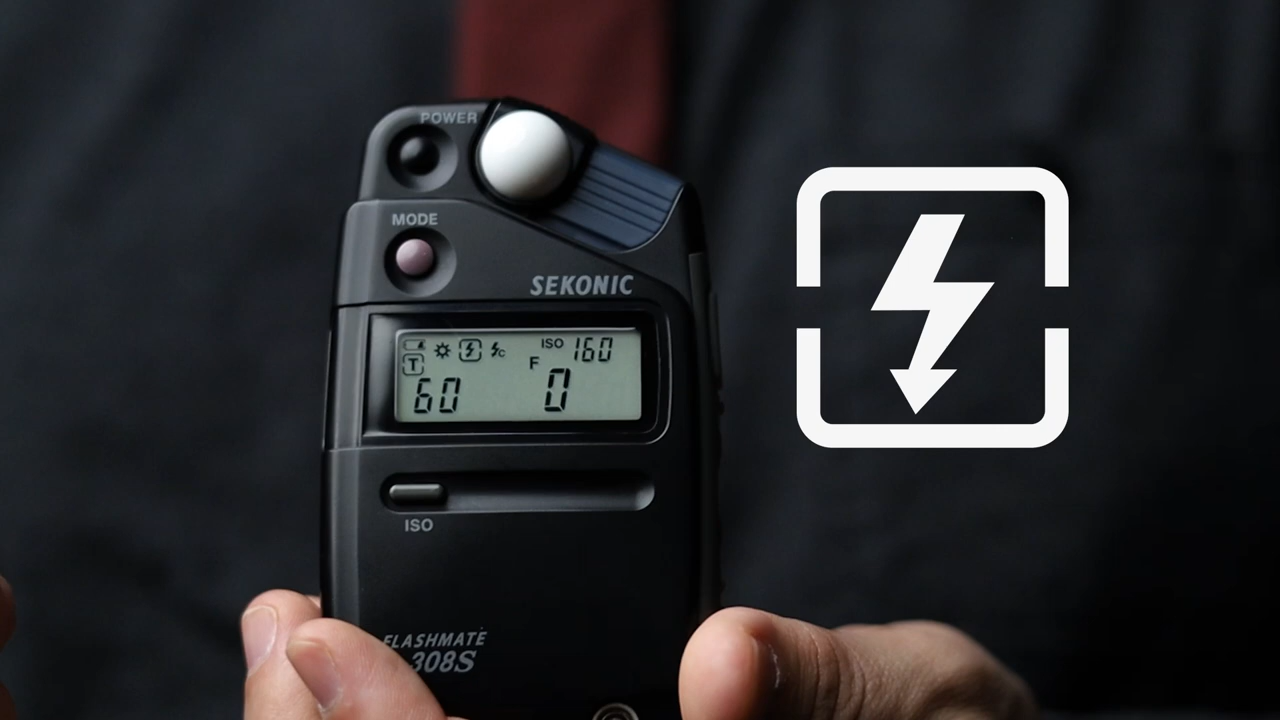 POWER
MODE
SEKONIC
ISO 160
T
60 F 0
ISO
FLASHMATE
308S